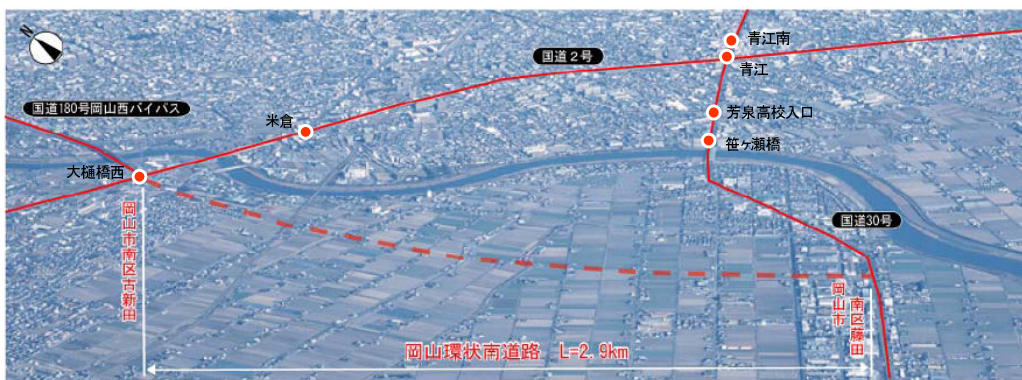 N
青江南
国道2号
青江
国道180号岡山西バイパス
米倉
芳泉高校入口
笹ヶ瀬橋
大樋橋西
岡山市南区古新田
国道30号
岡山市
南区藤田
岡山環状南道路 L=2.9km